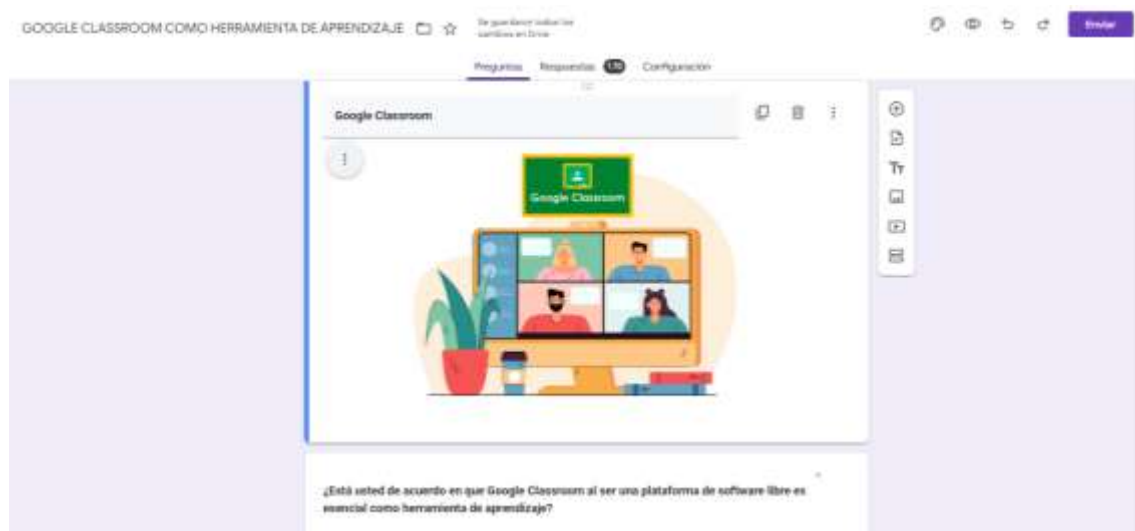 GOOGLE CLASSROOM COMO HERRAMIENTA DE APRENDIZAJE
Se guardaron todos los
cambios en Drive
Enviar
Preguntas Respuestas 170 Configuración
Google Classroom
Tт
Google Classroom
¿Está usted de acuerdo en que Google Classroom al ser una plataforma de software libre es
esencial como herramienta de aprendizaje?